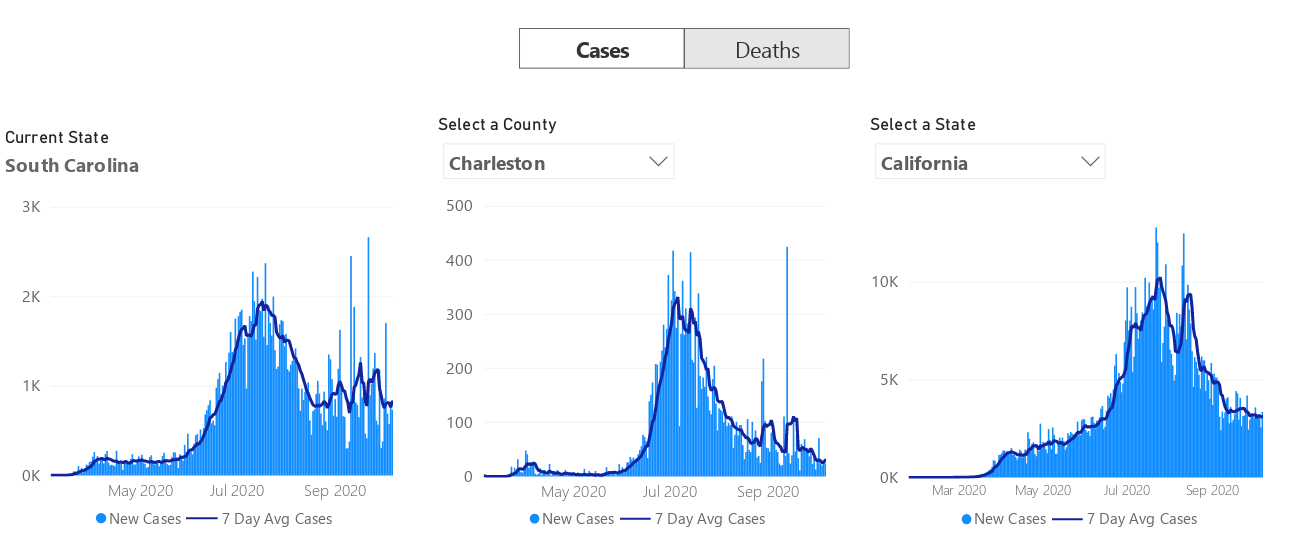 Cases
Deaths
Current State
South Carolina
3K
2K
1K
0K
May 2020
Jul 2020
Sep 2020
New Cases
7 Day Avg Cases
Select a County
Charleston
500
400
300
200
100
0
May 2020
Jul 2020
Sep 2020
New Cases
7 Day Avg Cases
Select a State
California
10K
5K
0K
Mar 2020
May 2020
Jul 2020
Sep 2020
New Cases
7 Day Avg Cases